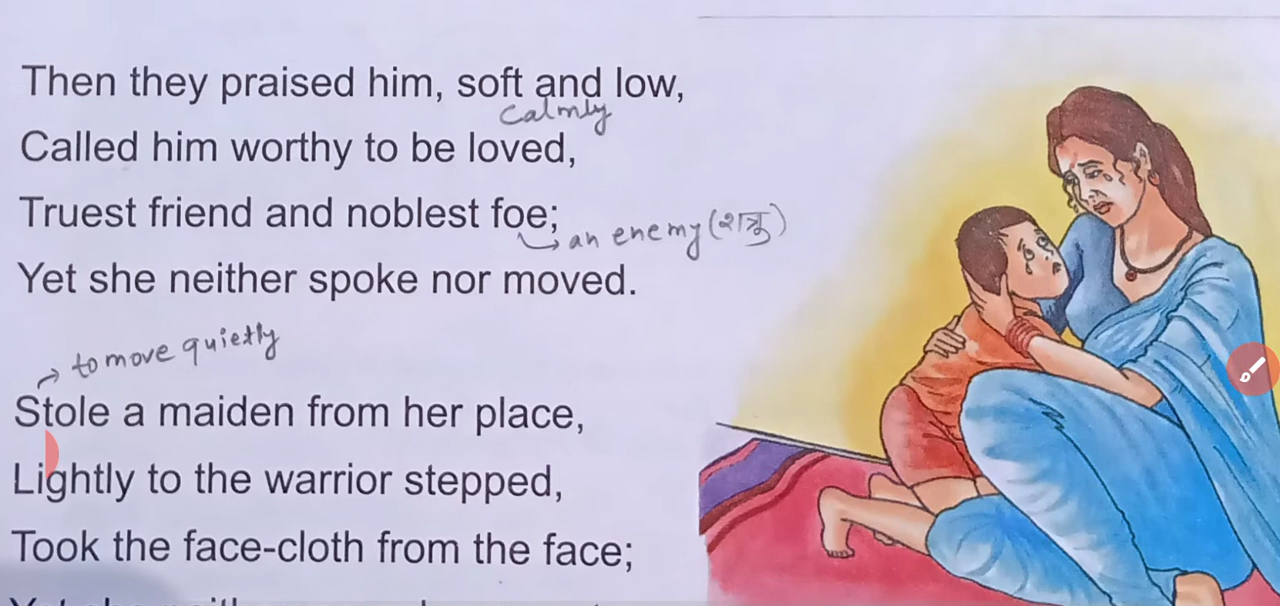 Then they praised him, soft and low,
calmly
Called him worthy to be loved,
Truest friend and noblest foe;
an enemy (शत्रु)
Yet she neither spoke nor moved.
to move quietly
Stole a maiden from her place,
Lightly to the warrior stepped,
Took the face-cloth from the face;